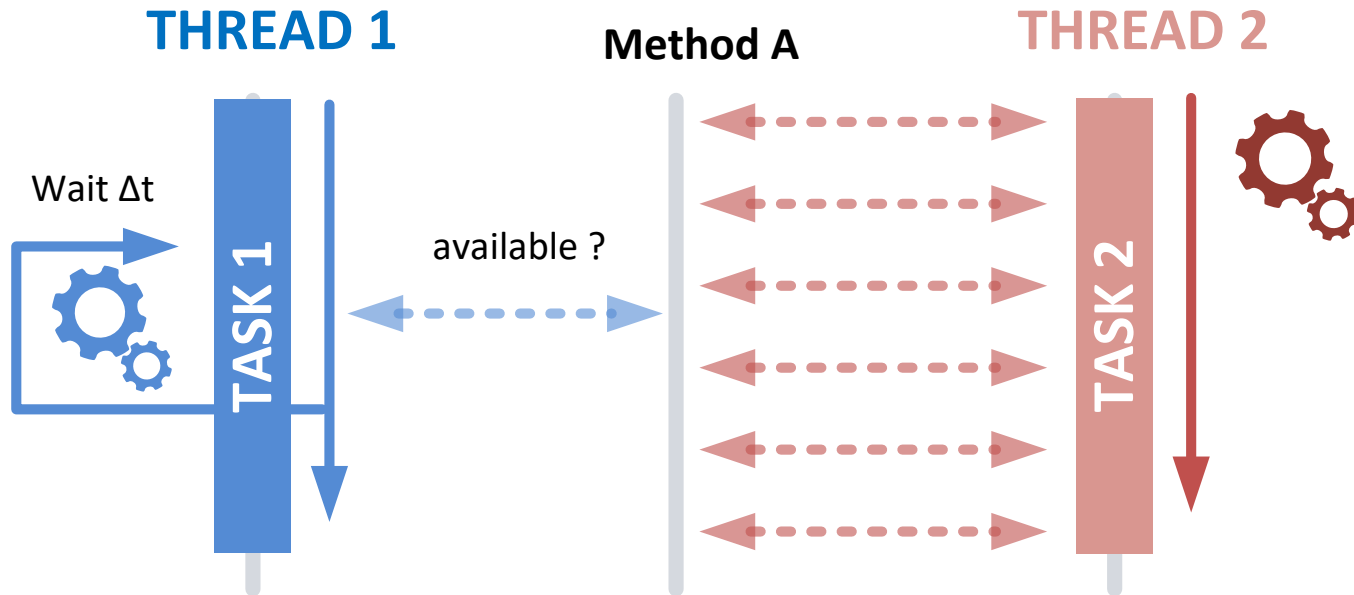 THREAD 1
Method A
THREAD 2
Wait Δt
available ?
TASK 1
TASK 2